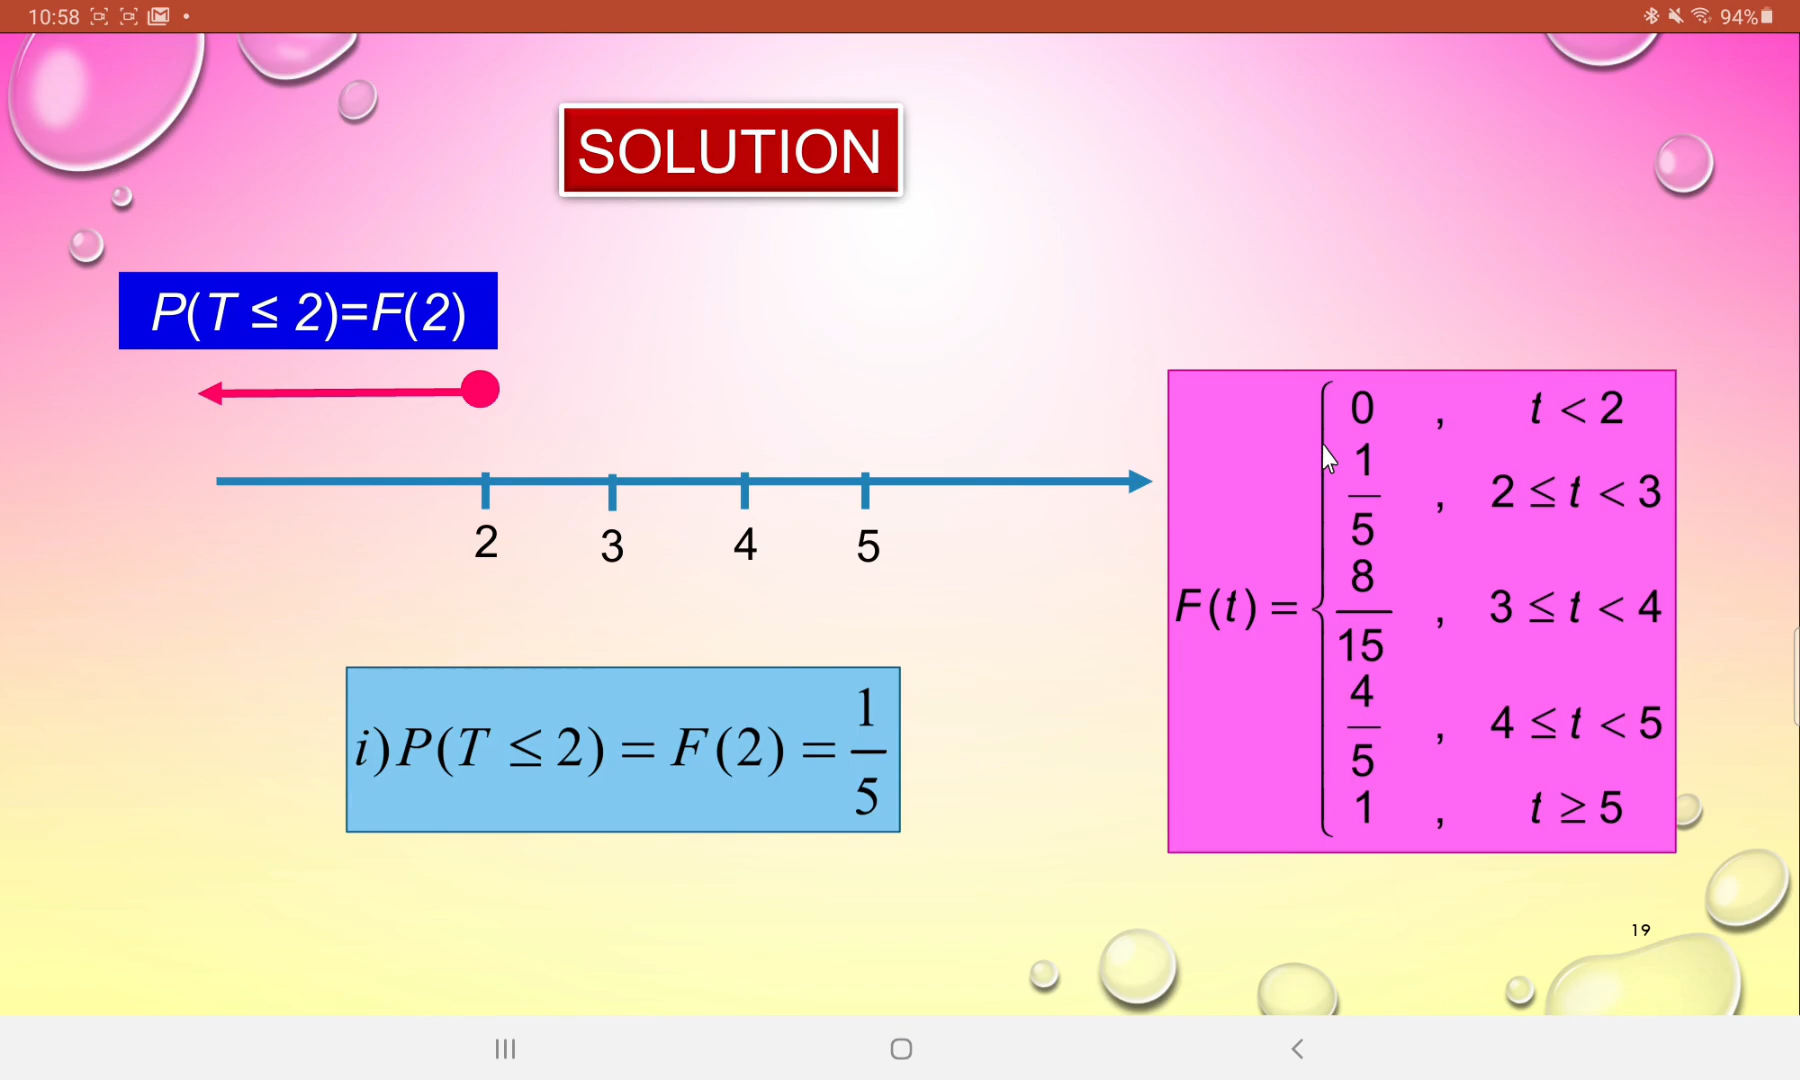 10:58
94%
SOLUTION
P(T ≤ 2)=F(2)
2 3 4 5
i)P(T ≤ 2) = F(2) = 1/5
F(t) =
0 , t < 2
1/5 , 2 ≤ t < 3
8/15 , 3 ≤ t < 4
4/5 , 4 ≤ t < 5
1 , t ≥ 5
19